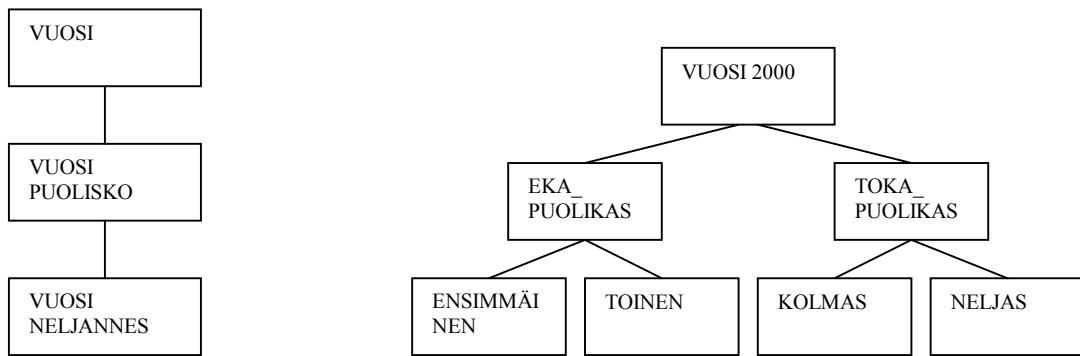 VUOSI
VUOSI
PUOLISKO
VUOSI
NELJANNES
VUOSI 2000
EKA_
PUOLIKAS
TOKA_
PUOLIKAS
ENSIMMÄI
NEN
TOINEN
KOLMAS
NELJAS